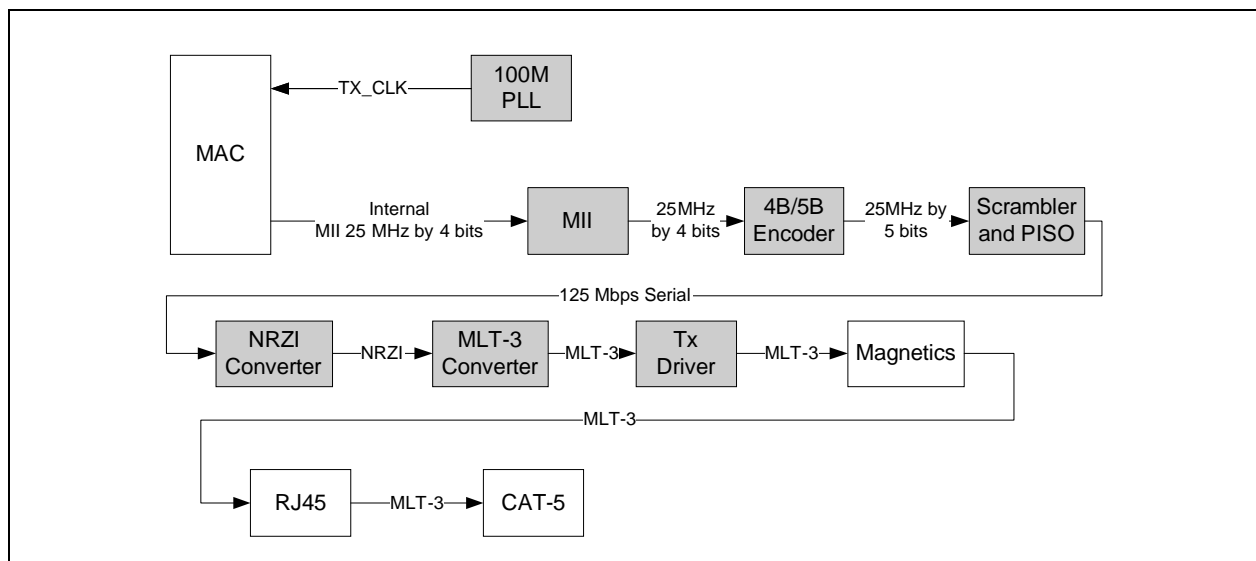 100M
PLL
TX_CLK
MAC
Internal
MII 25 MHz by 4 bits
MII
25MHz
by 4 bits
4B/5B
Encoder
25MHz by
5 bits
Scrambler
and PISO
125 Mbps Serial
NRZI
Converter
NRZI
MLT-3
Converter
MLT-3
Tx
Driver
MLT-3
Magnetics
MLT-3
RJ45
MLT-3
CAT-5